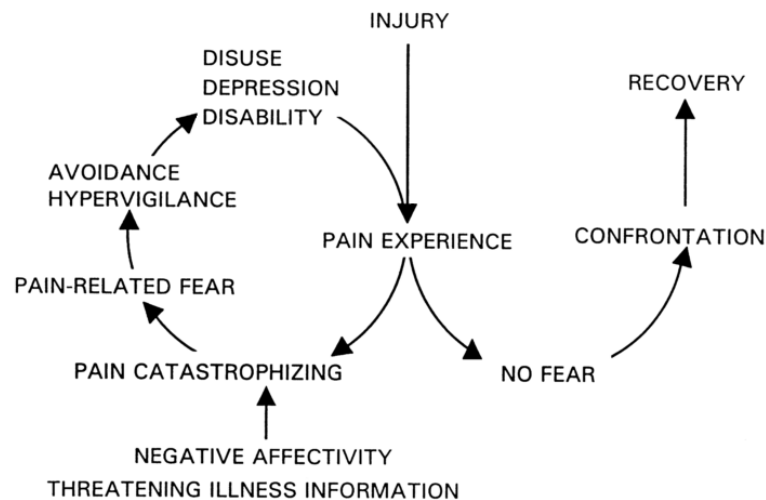 INJURY
DISUSE
DEPRESSION
DISABILITY
RECOVERY
AVOIDANCE
HYPERVIGILANCE
PAIN EXPERIENCE
CONFRONTATION
PAIN-RELATED FEAR
PAIN CATASTROPHIZING
NO FEAR
NEGATIVE AFFECTIVITY
THREATENING ILLNESS INFORMATION